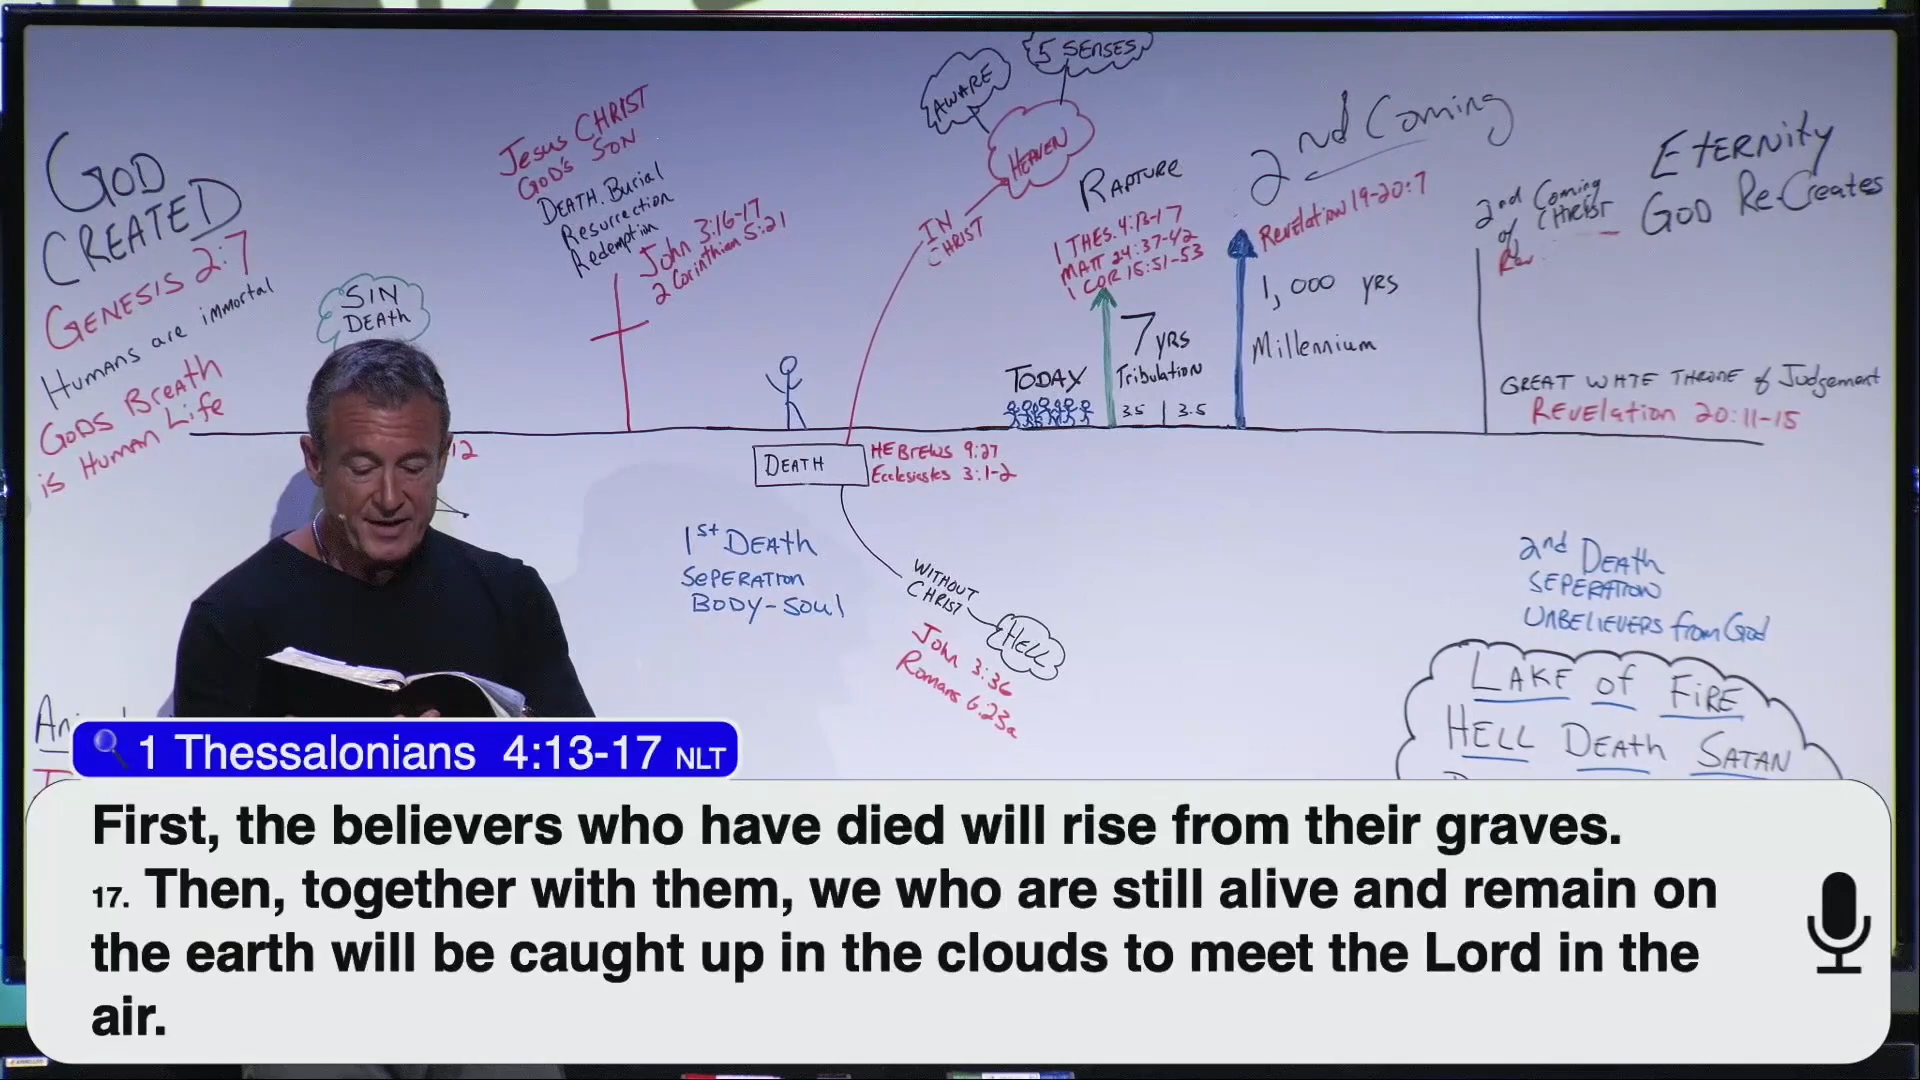 GOD
CREATED
GENESIS 2:7
Humans are immortal
GODS Breath
is Human Life
SIN
DEAth
12
Jesus CHRIST
GOD'S SON
DEATH. Burial
Resurrection
Redemption
John 3:16-17
2 Corinthian 5:21
AWARE
5 SENSES
HEAVEN
IN
CHRIST
DEATH
HEBREWS 9:27
Ecclesiastes 3:1-2
1st DEATH
SEPERATION
BODY-SOUL
WITHOUT
CHRIST
HELL
John 3:36
Romans 6:23a
TODAY
RAPTURE
1 THES. 4:13-17
MATT 24:37-42
1 COR 15:51-53
7 YRS
Tribulation
3.5 | 3.5
2nd Coming
Revelation 19-20:7
1,000 YRS
Millennium
2nd Coming
of CHRIST
Rev
ETERNITY
GOD Re-Creates
GREAT WHITE THRONE of Judgement
REVELATION 20:11-15
2nd DEATH
SEPERATION
UNBELIEVERS from God
LAKE of FIRE
HELL DEATH SATAN
1 Thessalonians 4:13-17 NLT
First, the believers who have died will rise from their graves.
17. Then, together with them, we who are still alive and remain on
the earth will be caught up in the clouds to meet the Lord in the
air.